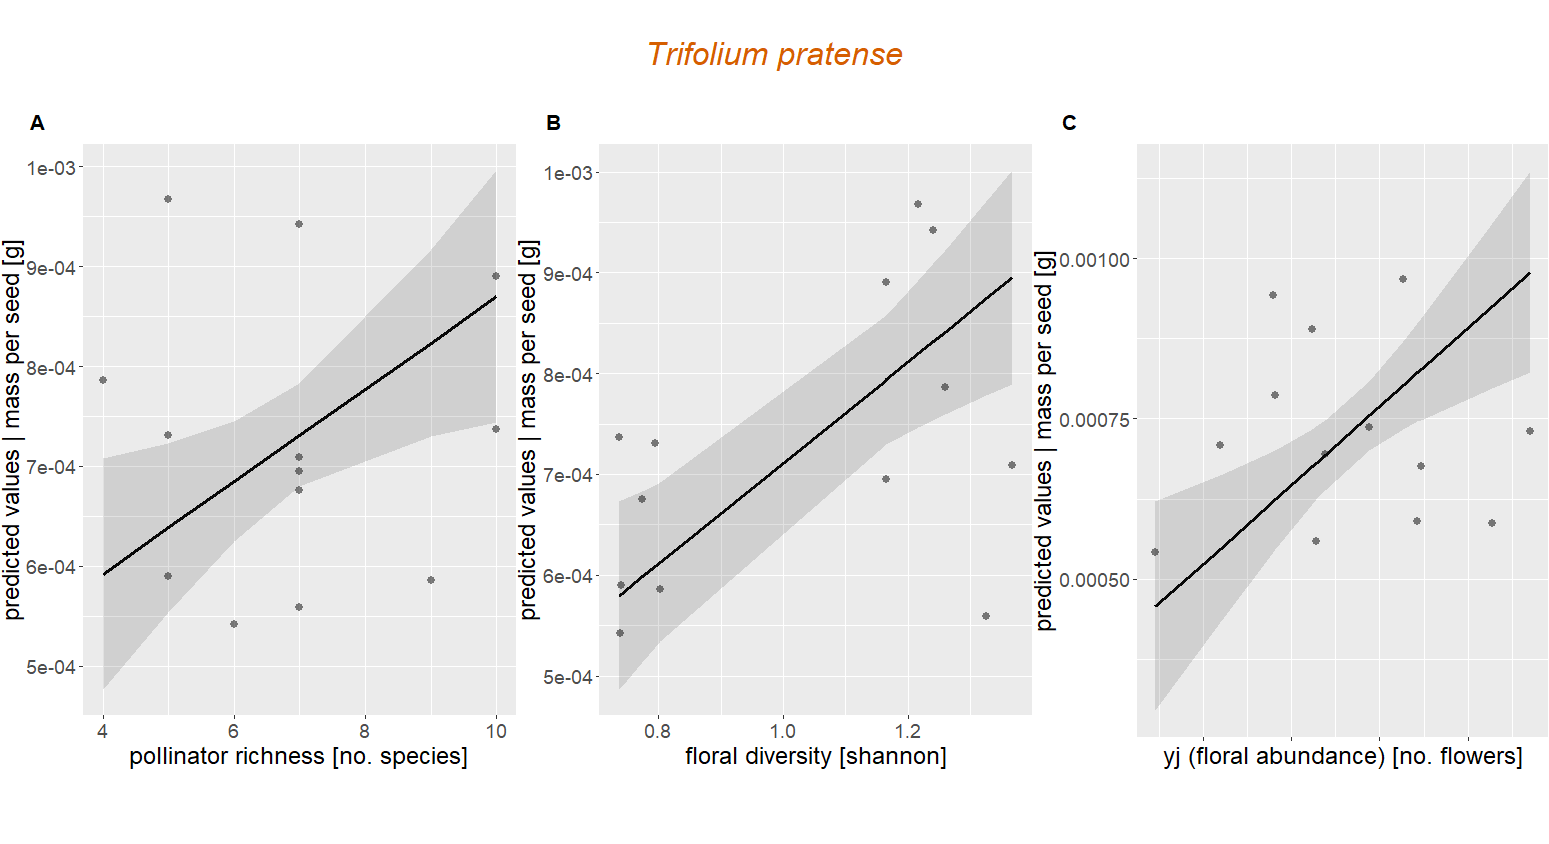 Trifolium pratense
A
predicted values | mass per seed [g]
1e-03
9e-04
8e-04
7e-04
6e-04
5e-04
4 6 8 10
pollinator richness [no. species]
B
predicted values | mass per seed [g]
1e-03
9e-04
8e-04
7e-04
6e-04
5e-04
0.8 1.0 1.2
floral diversity [shannon]
C
predicted values | mass per seed [g]
0.00100
0.00075
0.00050
yj (floral abundance) [no. flowers]